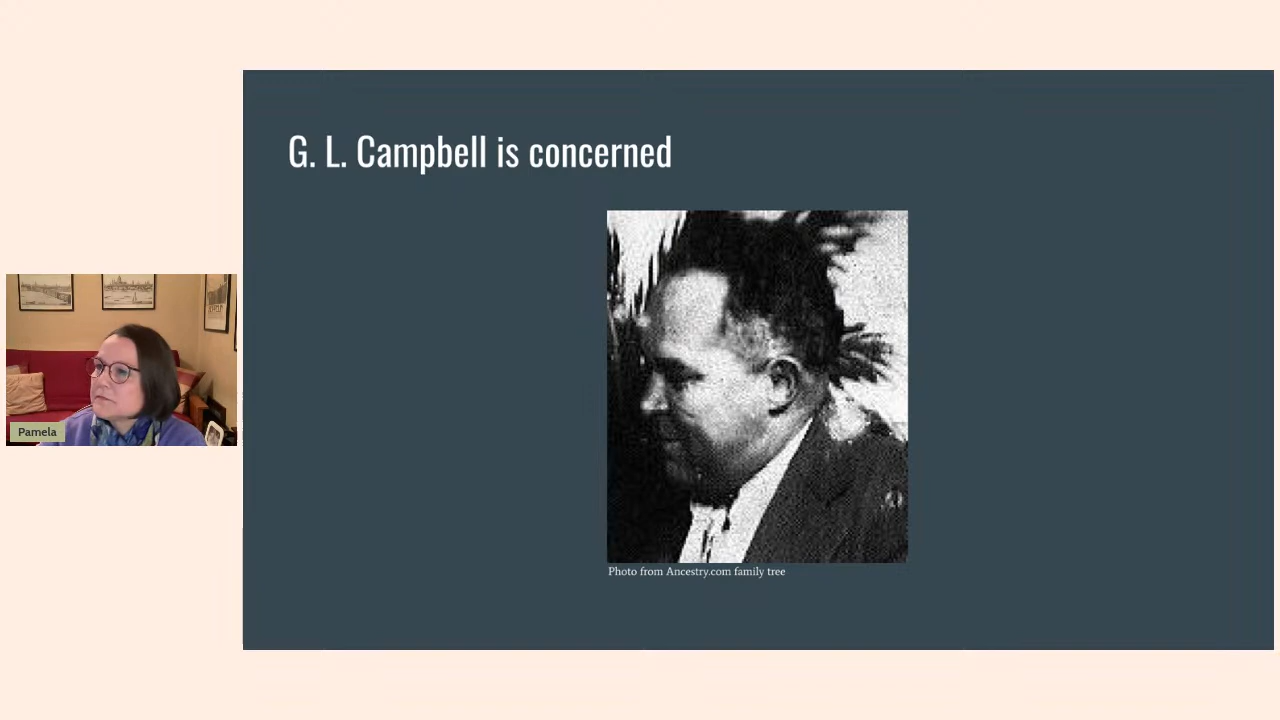 G. L. Campbell is concerned
Pamela
Photo from Ancestry.com family tree